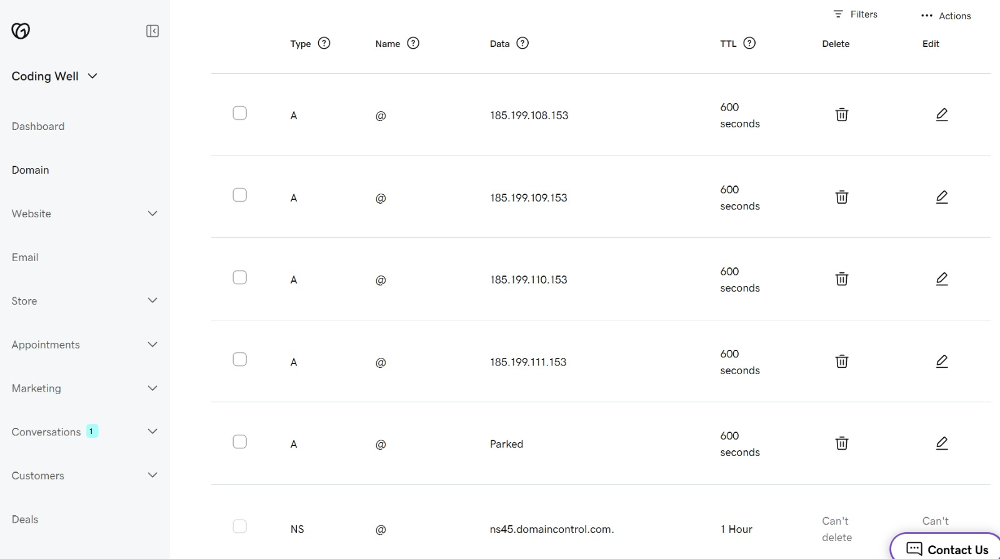 Filters
Actions
Type Name Data TTL Delete Edit
Coding Well
Dashboard
Domain
Website
Email
Store
Appointments
Marketing
Conversations 1
Customers
Deals
A @ 185.199.108.153 600 seconds
A @ 185.199.109.153 600 seconds
A @ 185.199.110.153 600 seconds
A @ 185.199.111.153 600 seconds
A @ Parked 600 seconds
NS @ ns45.domaincontrol.com. 1 Hour Can't delete Can't
Contact Us